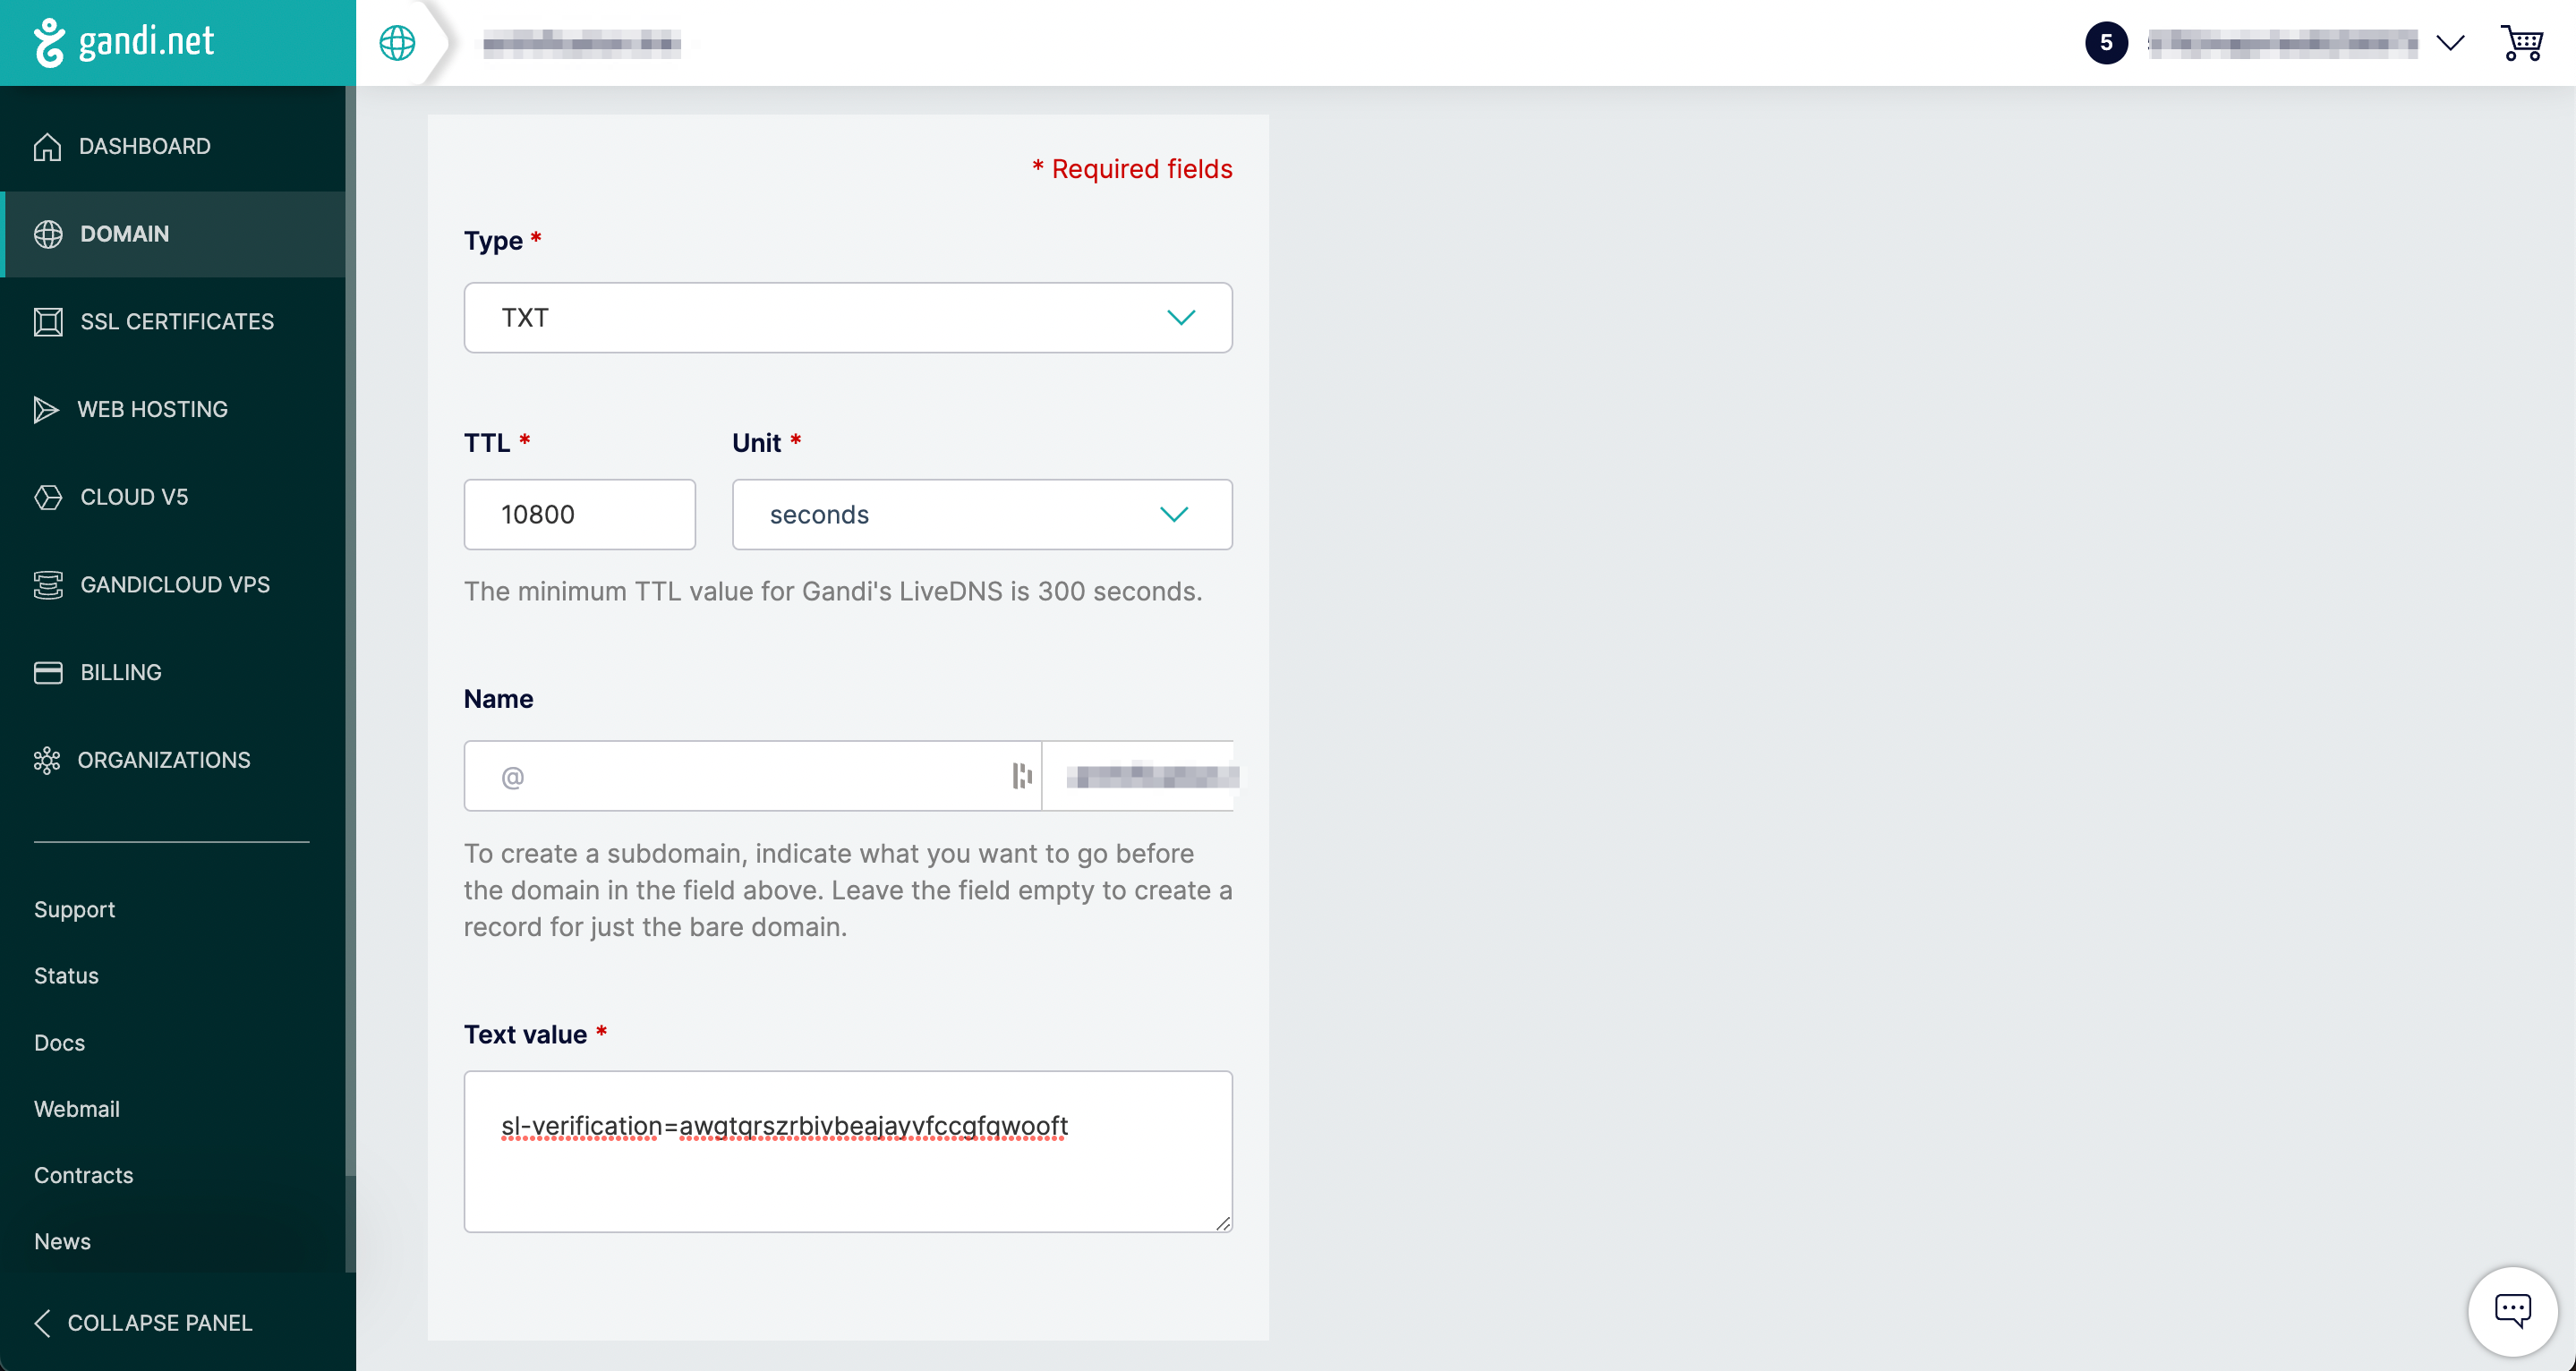 gandi.net
5
DASHBOARD
DOMAIN
SSL CERTIFICATES
WEB HOSTING
CLOUD V5
GANDICLOUD VPS
BILLING
ORGANIZATIONS
Support
Status
Docs
Webmail
Contracts
News
COLLAPSE PANEL
* Required fields
Type *
TXT
TTL * Unit *
10800 seconds
The minimum TTL value for Gandi's LiveDNS is 300 seconds.
Name
@
To create a subdomain, indicate what you want to go before
the domain in the field above. Leave the field empty to create a
record for just the bare domain.
Text value *
sl-verification=awgtqrszrbivbeajayvfccgfqwooft